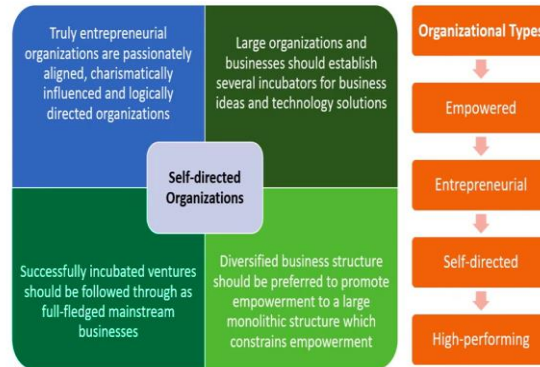 Truly entrepreneurial
organizations are passionately
aligned, charismatically
influenced and logically
directed organizations
Large organizations and
businesses should establish
several incubators for business
ideas and technology solutions
Self-directed
Organizations
Successfully incubated ventures
should be followed through as
full-fledged mainstream
businesses
Diversified business structure
should be preferred to promote
empowerment to a large
monolithic structure which
constrains empowerment
Organizational Types
Empowered
Entrepreneurial
Self-directed
High-performing